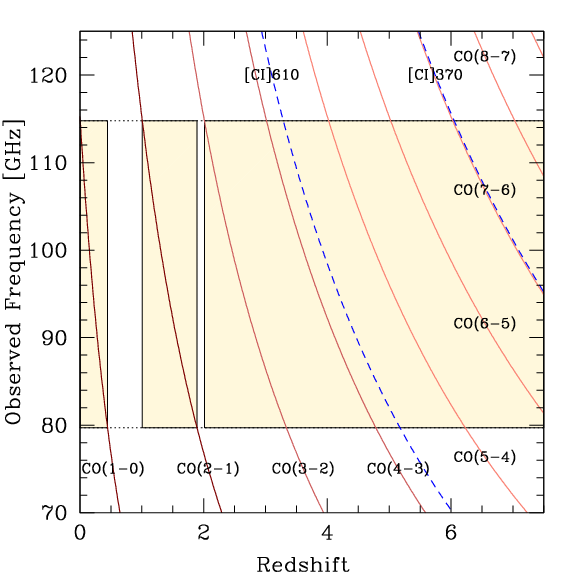 CO(8−7)
120
[CI]610
[CI]370
110
CO(7−6)
100
90
CO(6−5)
80
CO(5−4)
CO(1−0)
CO(2−1)
CO(3−2)
CO(4−3)
70
0
2
4
6
Redshift
Observed Frequency [GHz]